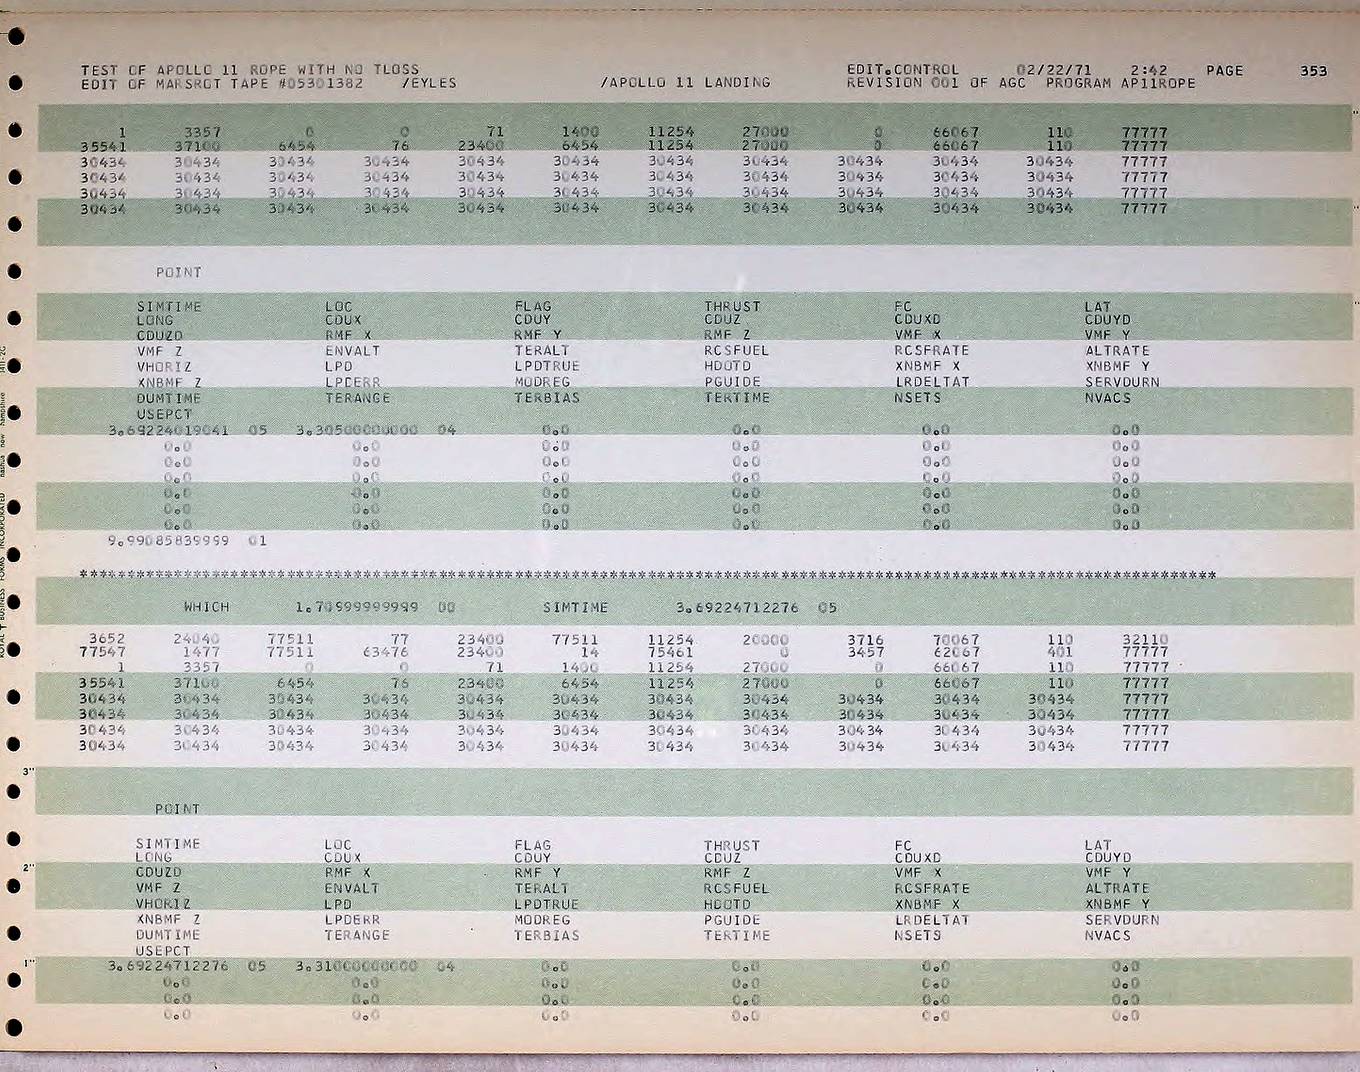 TEST OF APOLLO 11 ROPE WITH NO TLOSS EDIT.CONTROL 02/22/71 2:42 PAGE 353
EDIT OF MARSROT TAPE #05301382 /EYLES /APOLLO 11 LANDING REVISION 001 OF AGC PROGRAM AP11ROPE
1 3357 0 0 71 1400 11254 27000 0 66067 110 77777
35541 37100 6454 76 23400 6454 11254 27000 0 66067 110 77777
30434 30434 30434 30434 30434 30434 30434 30434 30434 30434 30434 77777
30434 30434 30434 30434 30434 30434 30434 30434 30434 30434 30434 77777
30434 30434 30434 30434 30434 30434 30434 30434 30434 30434 30434 77777
30434 30434 30434 30434 30434 30434 30434 30434 30434 30434 30434 77777
POINT
SIMTIME LOC FLAG THRUST FC LAT
LONG CDUX CDUY CDUZ CDUXD CDUYD
CDUZD RMF X RMF Y RMF Z VMF X VMF Y
VMF Z ENVALT TERALT RCSFUEL RCSFRATE ALTRATE
VHORIZ LPD LPDTRUE HDOTD XNBMF X XNBMF Y
XNBMF Z LPDERR MODREG PGUIDE LRDELTAT SERVDURN
DUMTIME TERANGE TERBIAS TERTIME NSETS NVACS
USEPCT
3.69224019041 05 3.30500000000 04 0.0 0.0 0.0 0.0
0.0 0.0 0.0 0.0 0.0 0.0
0.0 0.0 0.0 0.0 0.0 0.0
0.0 0.0 0.0 0.0 0.0 0.0
0.0 0.0 0.0 0.0 0.0 0.0
0.0 0.0 0.0 0.0 0.0 0.0
0.0 0.0 0.0 0.0 0.0 0.0
9.99085839999 01
************************************************************************************************************************
WHICH 1.70999999999 00 SIMTIME 3.69224712276 05
3652 24040 77511 77 23400 77511 11254 20000 3716 70067 110 32110
77547 1477 77511 63476 23400 14 75461 0 3457 62067 401 77777
1 3357 0 0 71 1400 11254 27000 0 66067 110 77777
35541 37100 6454 76 23400 6454 11254 27000 0 66067 110 77777
30434 30434 30434 30434 30434 30434 30434 30434 30434 30434 30434 77777
30434 30434 30434 30434 30434 30434 30434 30434 30434 30434 30434 77777
30434 30434 30434 30434 30434 30434 30434 30434 30434 30434 30434 77777
30434 30434 30434 30434 30434 30434 30434 30434 30434 30434 30434 77777
3"
POINT
SIMTIME LOC FLAG THRUST FC LAT
LONG CDUX CDUY CDUZ CDUXD CDUYD
2" CDUZD RMF X RMF Y RMF Z VMF X VMF Y
VMF Z ENVALT TERALT RCSFUEL RCSFRATE ALTRATE
VHORIZ LPD LPDTRUE HDOTD XNBMF X XNBMF Y
XNBMF Z LPDERR MODREG PGUIDE LRDELTAT SERVDURN
DUMTIME TERANGE TERBIAS TERTIME NSETS NVACS
USEPCT
1" 3.69224712276 05 3.31000000000 04 0.0 0.0 0.0 0.0
0.0 0.0 0.0 0.0 0.0 0.0
0.0 0.0 0.0 0.0 0.0 0.0
0.0 0.0 0.0 0.0 0.0 0.0
ROYAL BUSINESS FORMS INCORPORATED nashua new hampshire 1411-2G